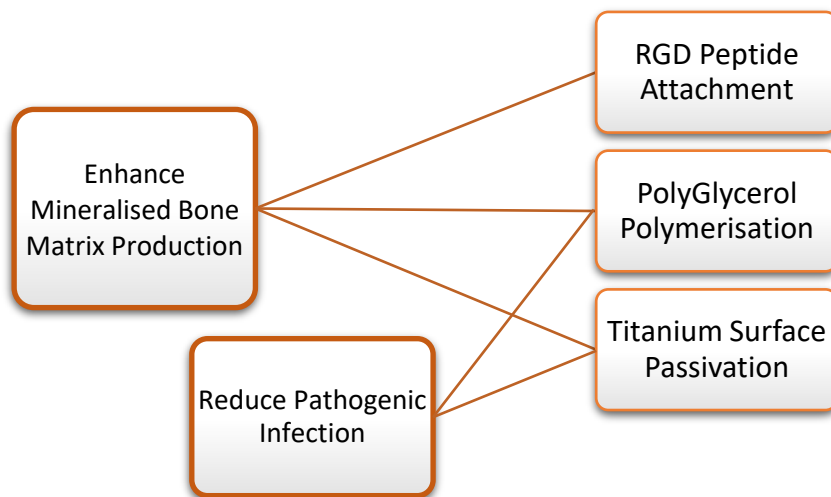 RGD Peptide
Attachment
Enhance
Mineralised Bone
Matrix Production
PolyGlycerol
Polymerisation
Titanium Surface
Passivation
Reduce Pathogenic
Infection